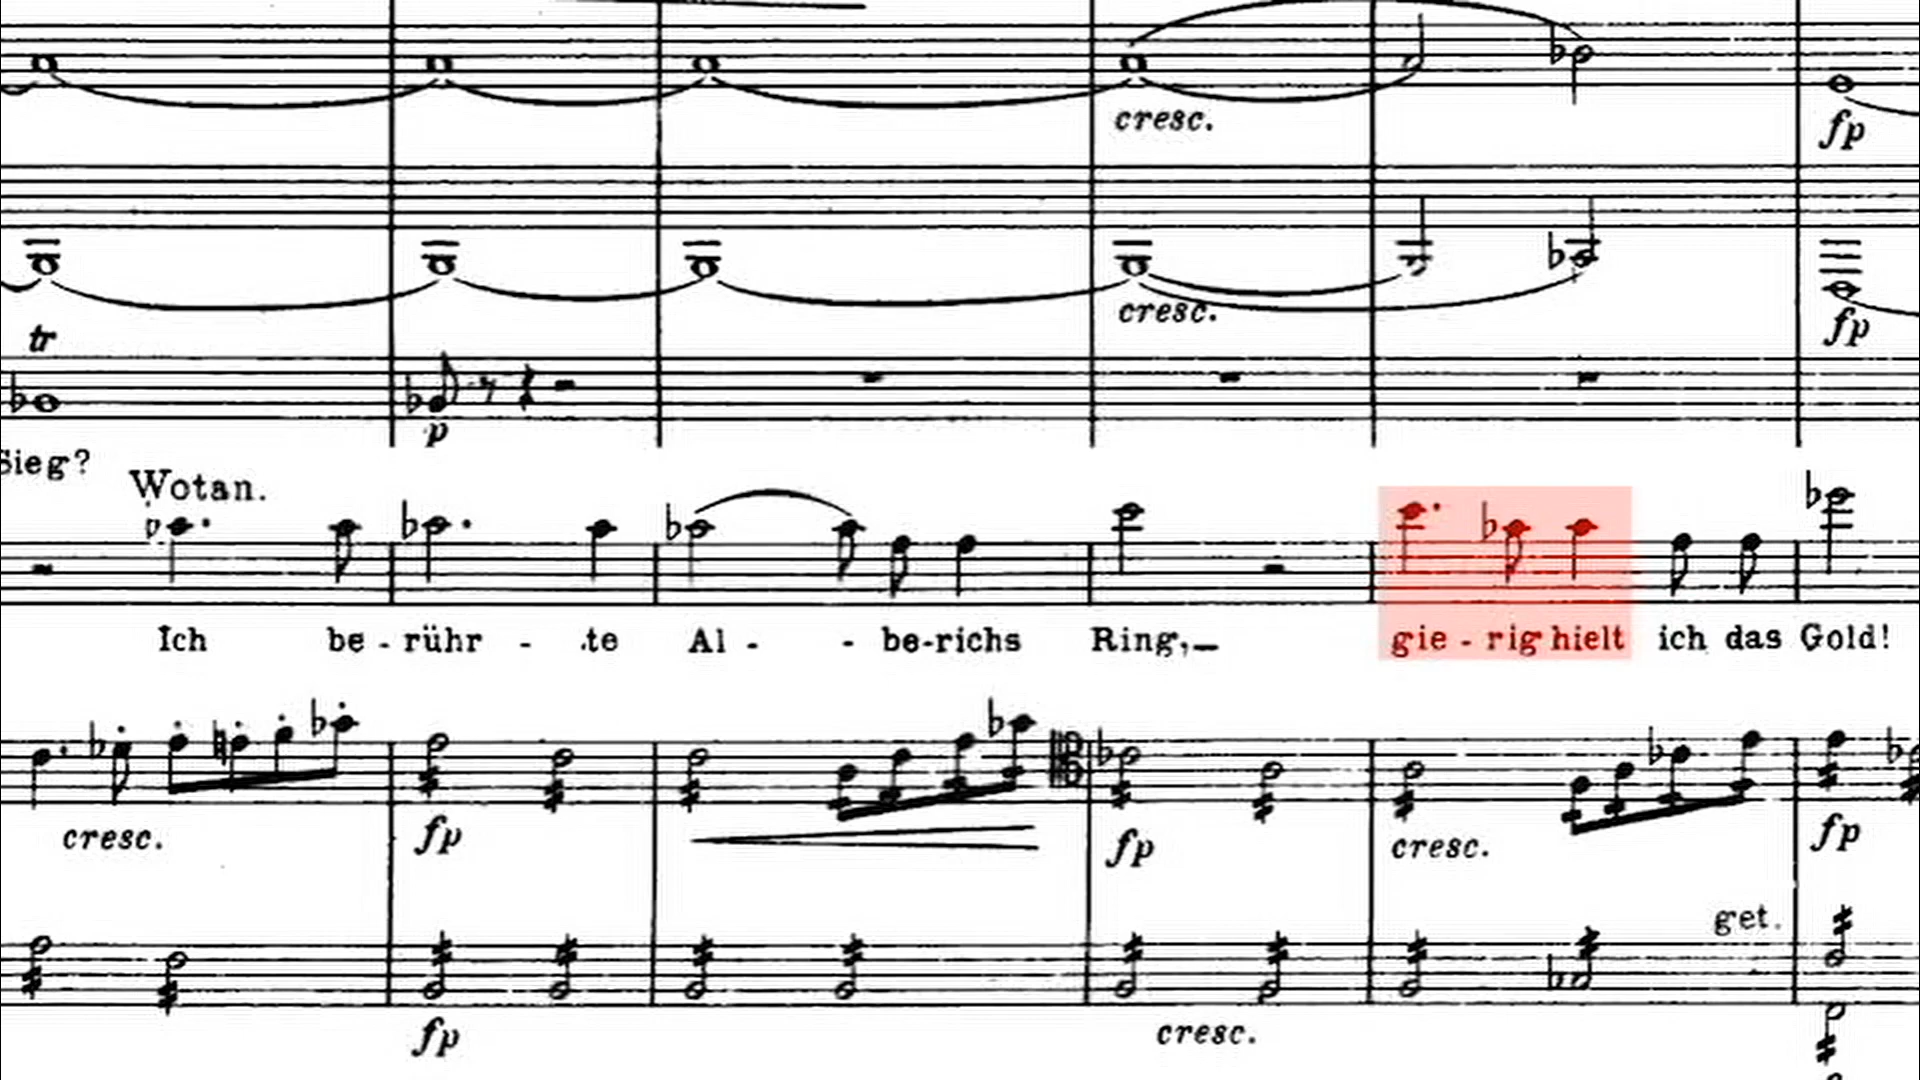 cresc.
fp
cresc.
fp
tr
p
Sieg?
Wotan.
Ich be - rühr - te Al - - be-richs Ring,— gie - rig hielt ich das Gold!
cresc.
fp
fp
cresc.
fp
get.
fp
cresc.